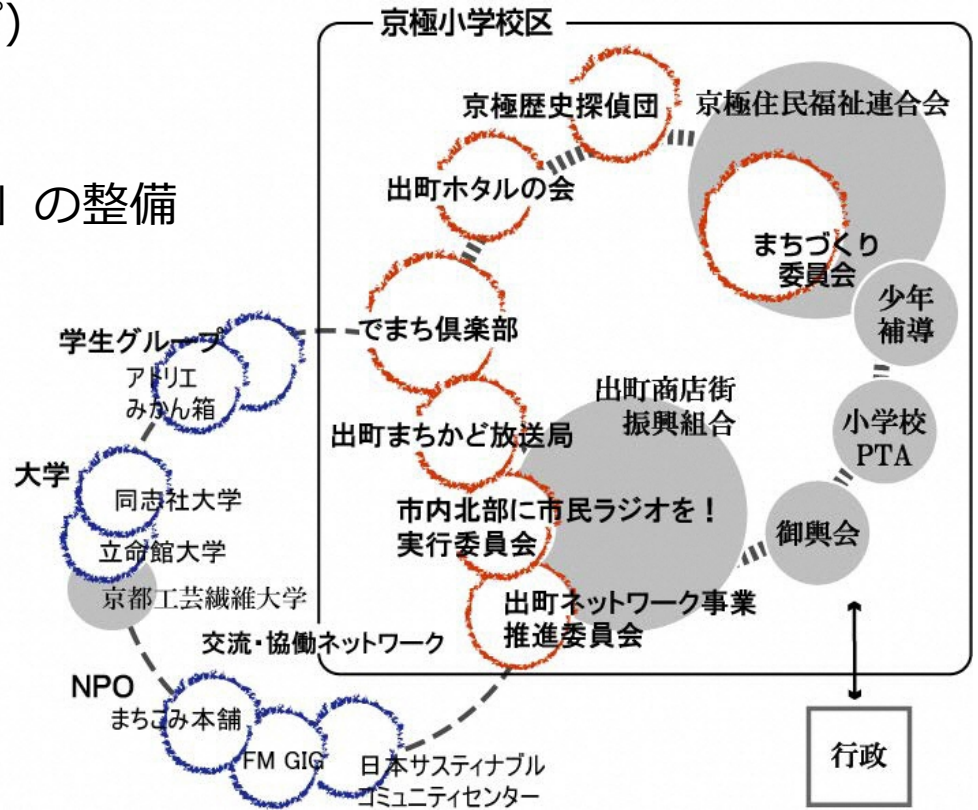 プ)
」の整備
京極小学校区
京極歴史探偵団
京極住民福祉連合会
出町ホタルの会
まちづくり
委員会
少年
補導
でまち倶楽部
学生グループ
アトリエ
みかん箱
出町商店街
振興組合
小学校
PTA
出町まちかど放送局
大学
同志社大学
市内北部に市民ラジオを！
実行委員会
御輿会
立命館大学
京都工芸繊維大学
出町ネットワーク事業
推進委員会
交流・協働ネットワーク
NPO
まちごみ本舗
FM GIG
日本サスティナブル
コミュニティセンター
行政